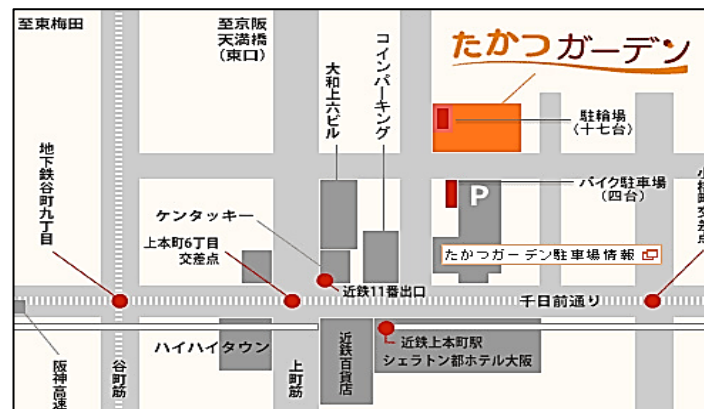 至東梅田
至京阪
天満橋
(東口)
コインパーキング
大和上六ビル
たかつガーデン
駐輪場
(十七台)
地下鉄谷町九丁目
バイク駐車場
(四台)
P
ケンタッキー
上本町6丁目
交差点
たかつガーデン駐車場情報
近鉄11番出口
千日前通り
ハイハイタウン
近鉄上本町駅
シェラトン都ホテル大阪
近鉄百貨店
上町筋
谷町筋
阪神高速
交差点